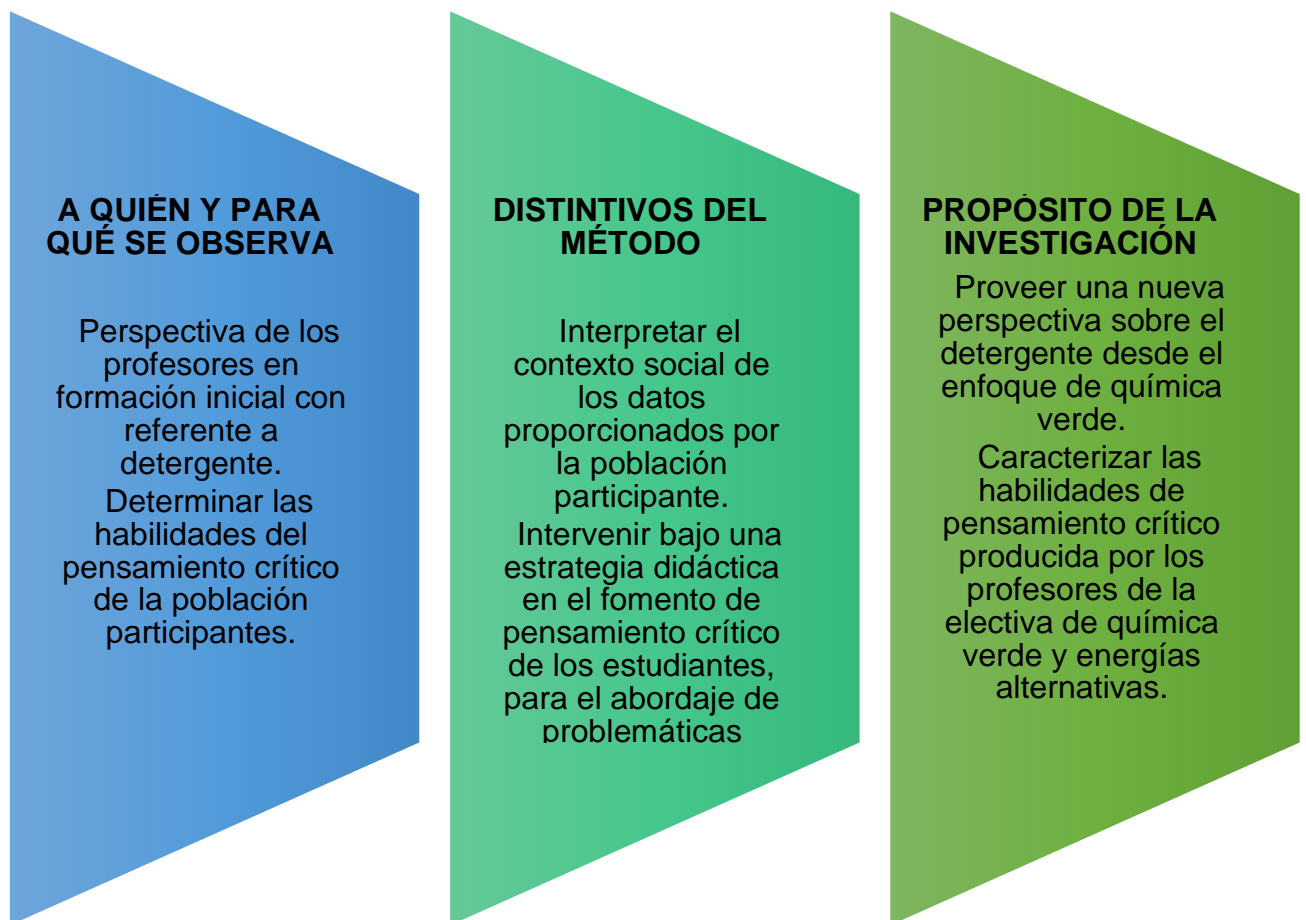 A QUIÉN Y PARA
QUÉ SE OBSERVA
Perspectiva de los
profesores en
formación inicial con
referente a
detergente.
Determinar las
habilidades del
pensamiento crítico
de la población
participantes.
DISTINTIVOS DEL
MÉTODO
Interpretar el
contexto social de
los datos
proporcionados por
la población
participante.
Intervenir bajo una
estrategia didáctica
en el fomento de
pensamiento crítico
de los estudiantes,
para el abordaje de
problemáticas
PROPÓSITO DE LA
INVESTIGACIÓN
Proveer una nueva
perspectiva sobre el
detergente desde el
enfoque de química
verde.
Caracterizar las
habilidades de
pensamiento crítico
producida por los
profesores de la
electiva de química
verde y energías
alternativas.